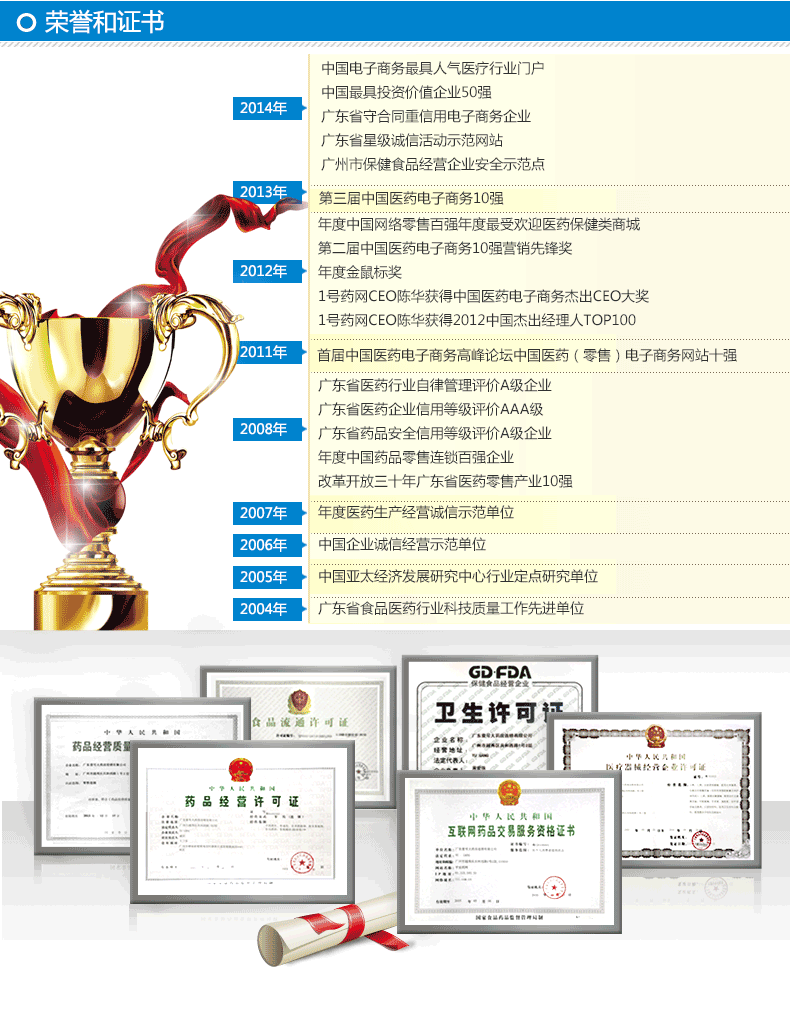 荣誉和证书
2014年
中国电子商务最具人气医疗行业门户
中国最具投资价值企业50强
广东省守合同重信用电子商务企业
广东省星级诚信活动示范网站
广州市保健食品经营企业安全示范点
2013年
第三届中国医药电子商务10强
2012年
年度中国网络零售百强年度最受欢迎医药保健类商城
第二届中国医药电子商务10强营销先锋奖
年度金鼠标奖
1号药网CEO陈华获得中国医药电子商务杰出CEO大奖
1号药网CEO陈华获得2012中国杰出经理人TOP100
2011年
首届中国医药电子商务高峰论坛中国医药（零售）电子商务网站十强
2008年
广东省医药行业自律管理评价A级企业
广东省医药企业信用等级评价AAA级
广东省药品安全信用等级评价A级企业
年度中国药品零售连锁百强企业
改革开放三十年广东省医药零售产业10强
2007年
年度医药生产经营诚信示范单位
2006年
中国企业诚信经营示范单位
2005年
中国亚太经济发展研究中心行业定点研究单位
2004年
广东省食品医药行业科技质量工作先进单位
中华人民共和国
药品经营质量
食品流通许可证
GD·FDA
保健食品经营企业
卫生许可证
企业名称：
经营地址：
法定代表人：
中华人民共和国
医疗器械经营企业许可证
中华人民共和国
药品经营许可证
中华人民共和国
互联网药品交易服务资格证书
国家食品药品监督管理局制